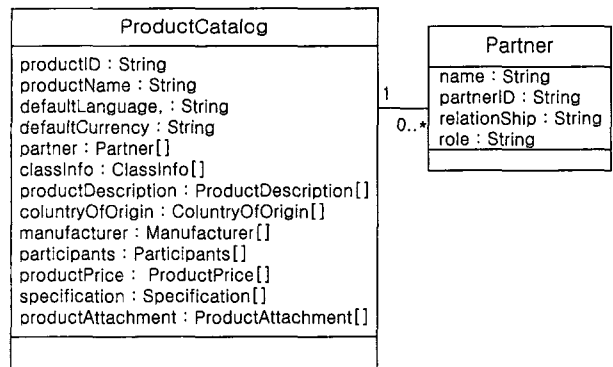 ProductCatalog
productID : String
productName : String
defaultLanguage, : String
defaultCurrency : String
partner : Partner[]
classInfo : ClassInfo[]
productDescription : ProductDescription[]
coluntryOfOrigin : ColuntryOfOrigin[]
manufacturer : Manufacturer[]
participants : Participants[]
productPrice : ProductPrice[]
specification : Specification[]
productAttachment : ProductAttachment[]
1
0..*
Partner
name : String
partnerID : String
relationShip : String
role : String